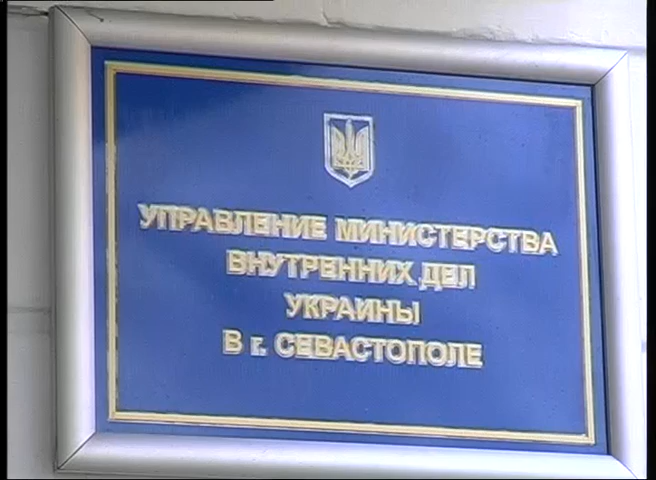 УПРАВЛЕНИЕ МИНИСТЕРСТВА
ВНУТРЕННИХ ДЕЛ
УКРАИНЫ
В г. СЕВАСТОПОЛЕ